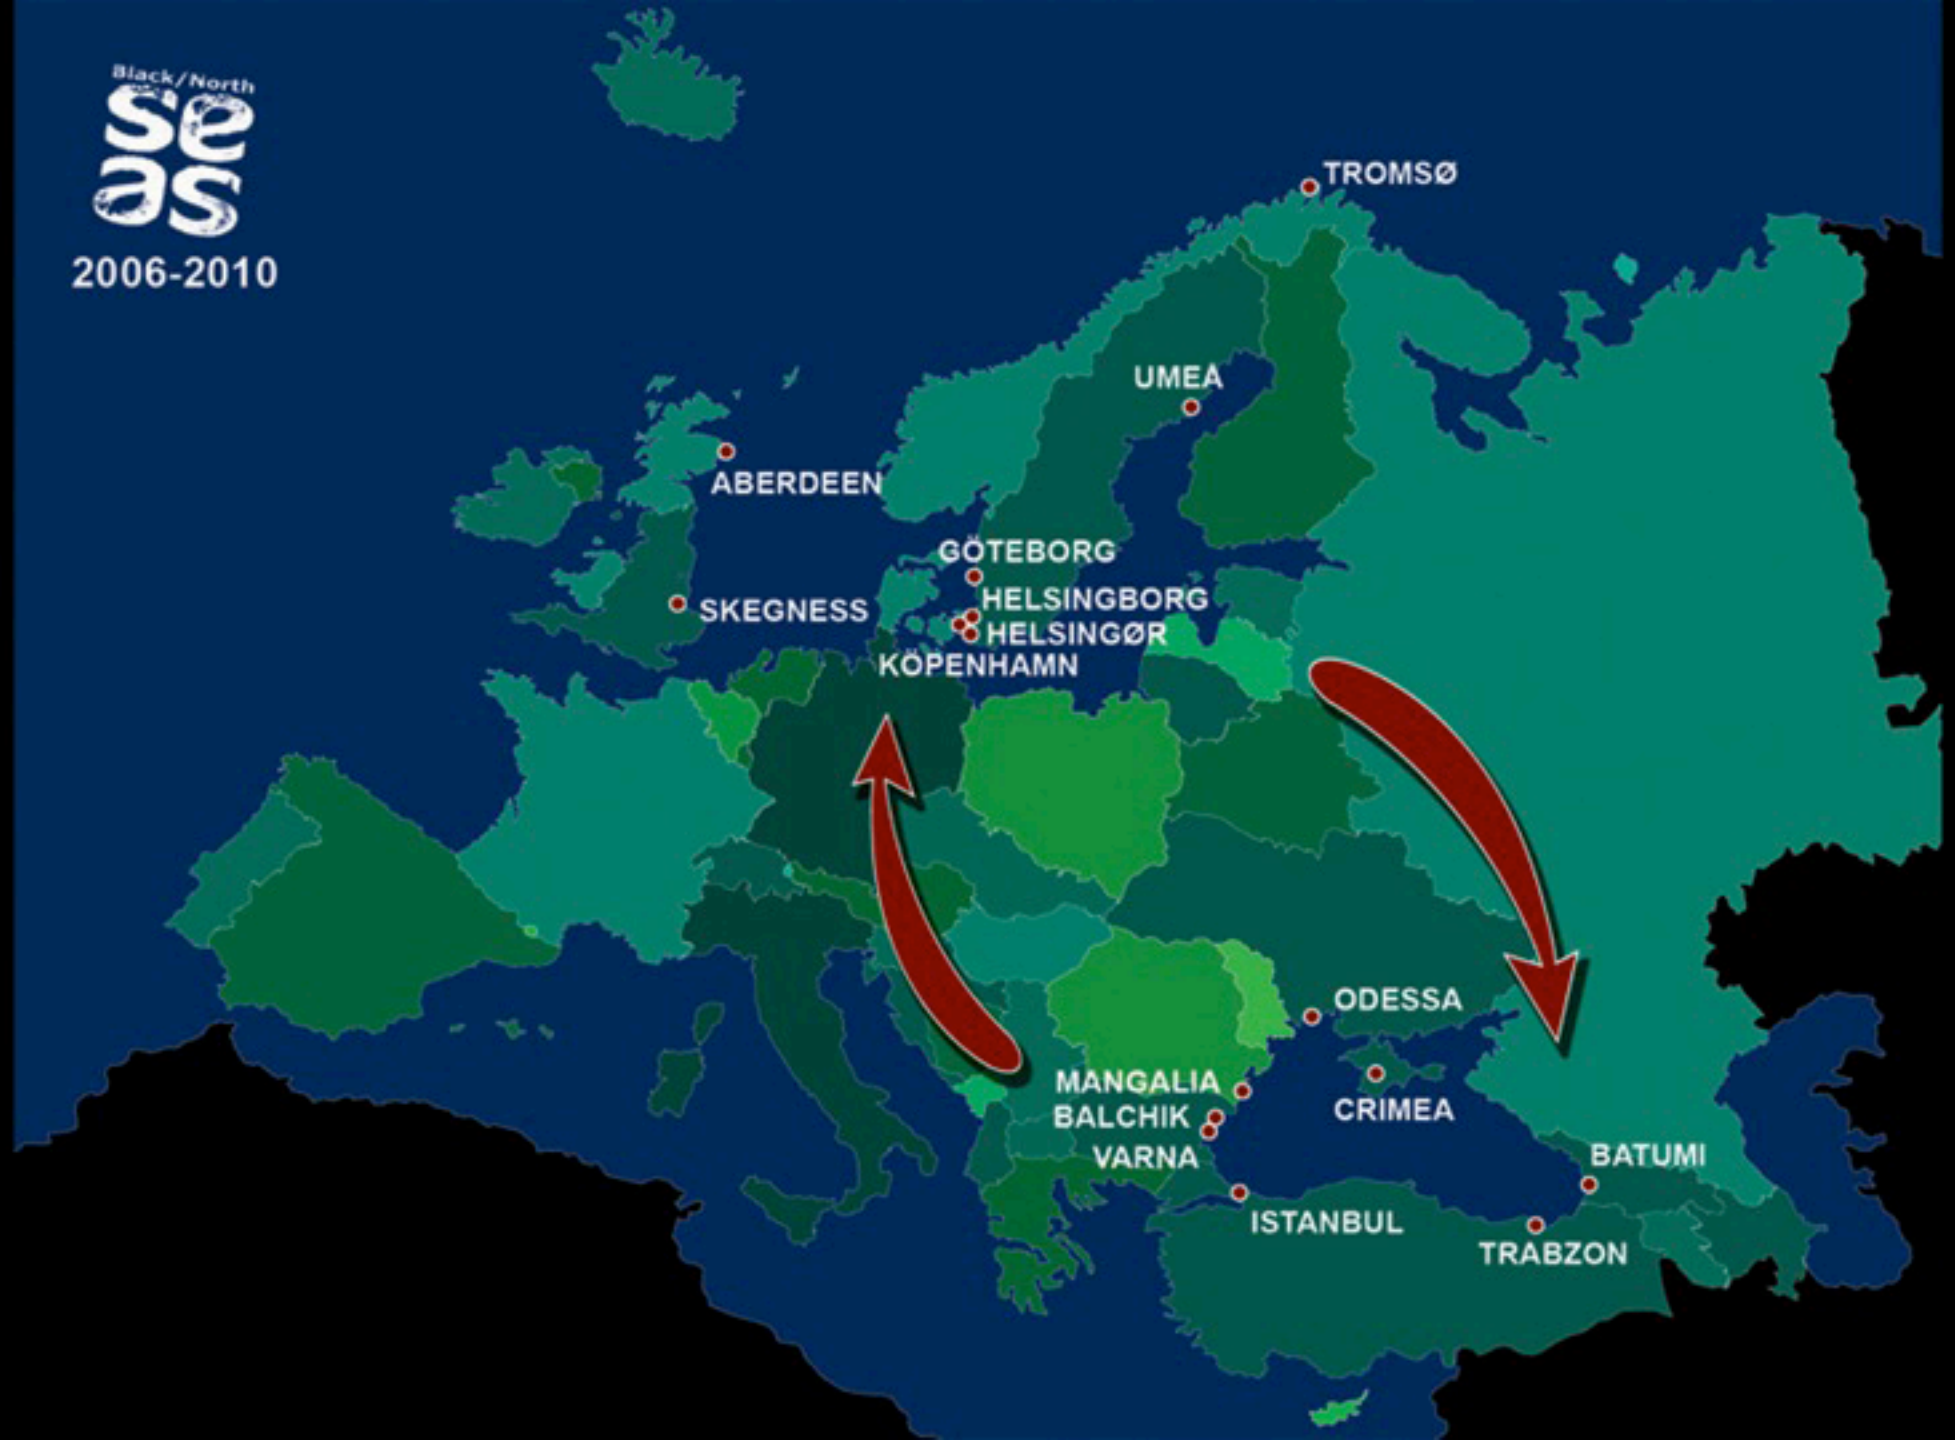 Black/North
se
as
2006-2010
TROMSØ
UMEÅ
ABERDEEN
GÖTEBORG
HELSINGBORG
SKEGNESS
HELSINGØR
KÖPENHAMN
ODESSA
MANGALIA
CRIMEA
BALCHIK
VARNA
BATUMI
ISTANBUL
TRABZON